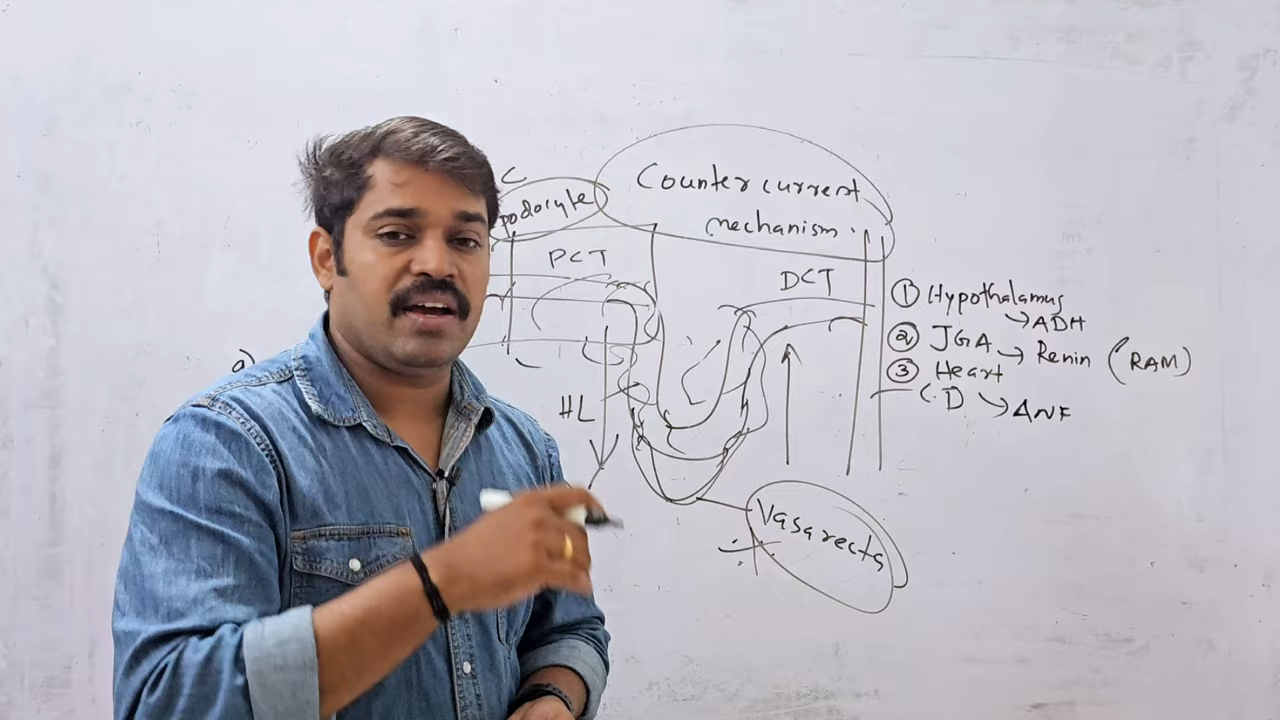 C
podocyte
Counter current
mechanism.
PCT
DCT
① Hypothalamus
→ ADH
② JGA → Renin (RAM)
③ Heart
C.D → ANF
a)
HL
Vasarecta